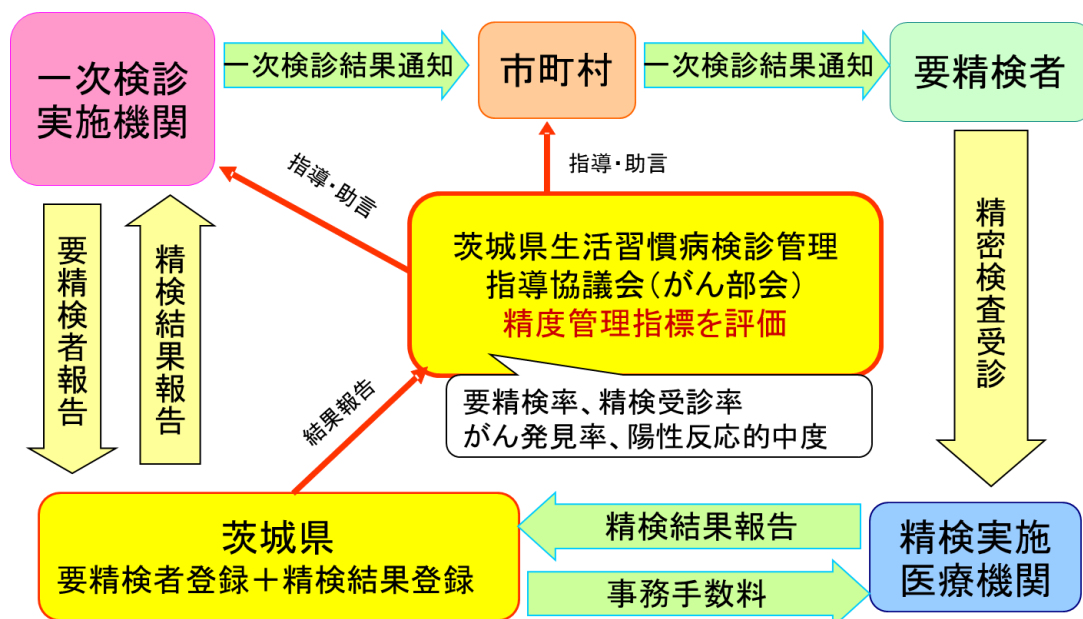 一次検診
実施機関
一次検診結果通知
市町村
一次検診結果通知
要精検者
指導・助言
指導・助言
要精検者報告
精検結果報告
茨城県生活習慣病検診管理
指導協議会(がん部会)
精度管理指標を評価
精密検査受診
要精検率、精検受診率
がん発見率、陽性反応的中度
結果報告
茨城県
要精検者登録+精検結果登録
精検結果報告
事務手数料
精検実施
医療機関